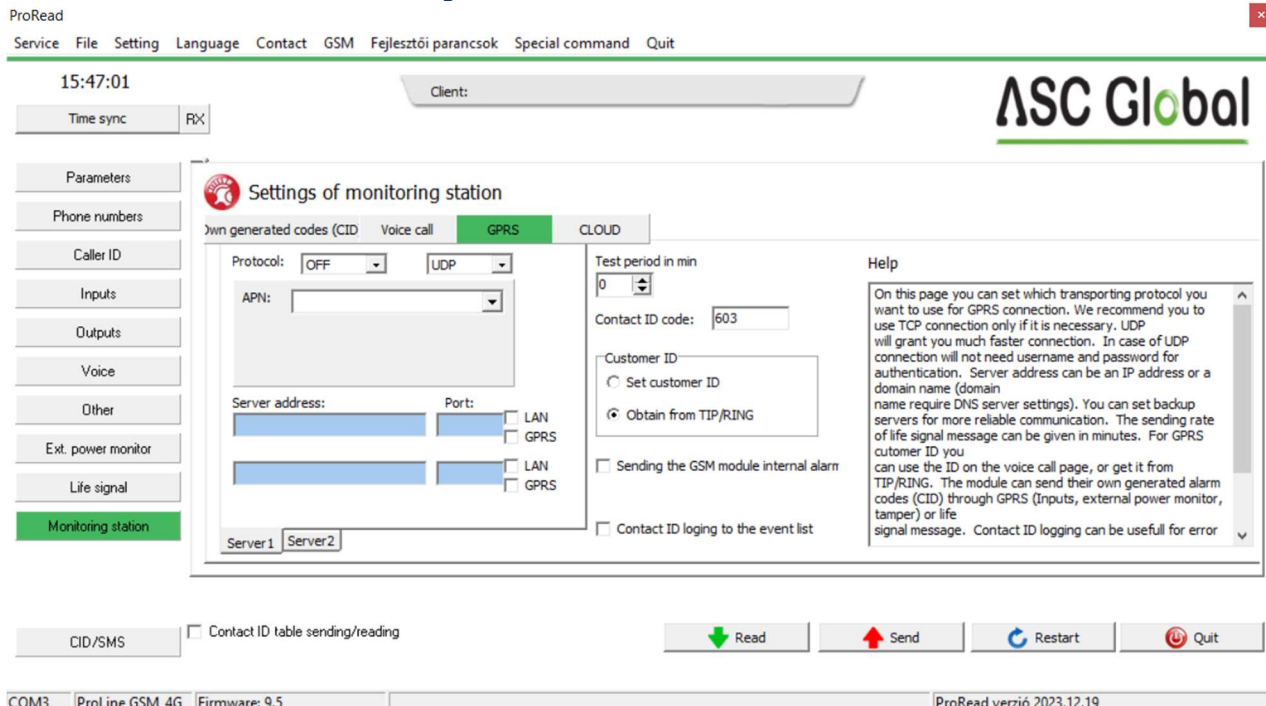 ProRead
Service File Setting Language Contact GSM Fejlesztői parancsok Special command Quit
15:47:01
Client:
ASC Global
Time sync RX
Parameters
Phone numbers
Caller ID
Inputs
Outputs
Voice
Other
Ext. power monitor
Life signal
Monitoring station
CID/SMS
Settings of monitoring station
Own generated codes (CID Voice call GPRS CLOUD
Protocol: OFF UDP
APN:
Server address: Port:
LAN
GPRS
LAN
GPRS
Server1 Server2
Test period in min
0
Contact ID code: 603
Customer ID
Set customer ID
Obtain from TIP/RING
Sending the GSM module internal alarm
Contact ID loging to the event list
Help
On this page you can set which transporting protocol you
want to use for GPRS connection. We recommend you to
use TCP connection only if it is necessary. UDP
will grant you much faster connection. In case of UDP
connection will not need username and password for
authentication. Server address can be an IP address or a
domain name (domain
name require DNS server settings). You can set backup
servers for more reliable communication. The sending rate
of life signal message can be given in minutes. For GPRS
cutomer ID you
can use the ID on the voice call page, or get it from
TIP/RING. The module can send their own generated alarm
codes (CID) through GPRS (Inputs, external power monitor,
tamper) or life
signal message. Contact ID logging can be usefull for error
Contact ID table sending/reading
Read Send Restart Quit
COM3 ProLine GSM 4G Firmware: 9.5 ProRead verzió 2023.12.19